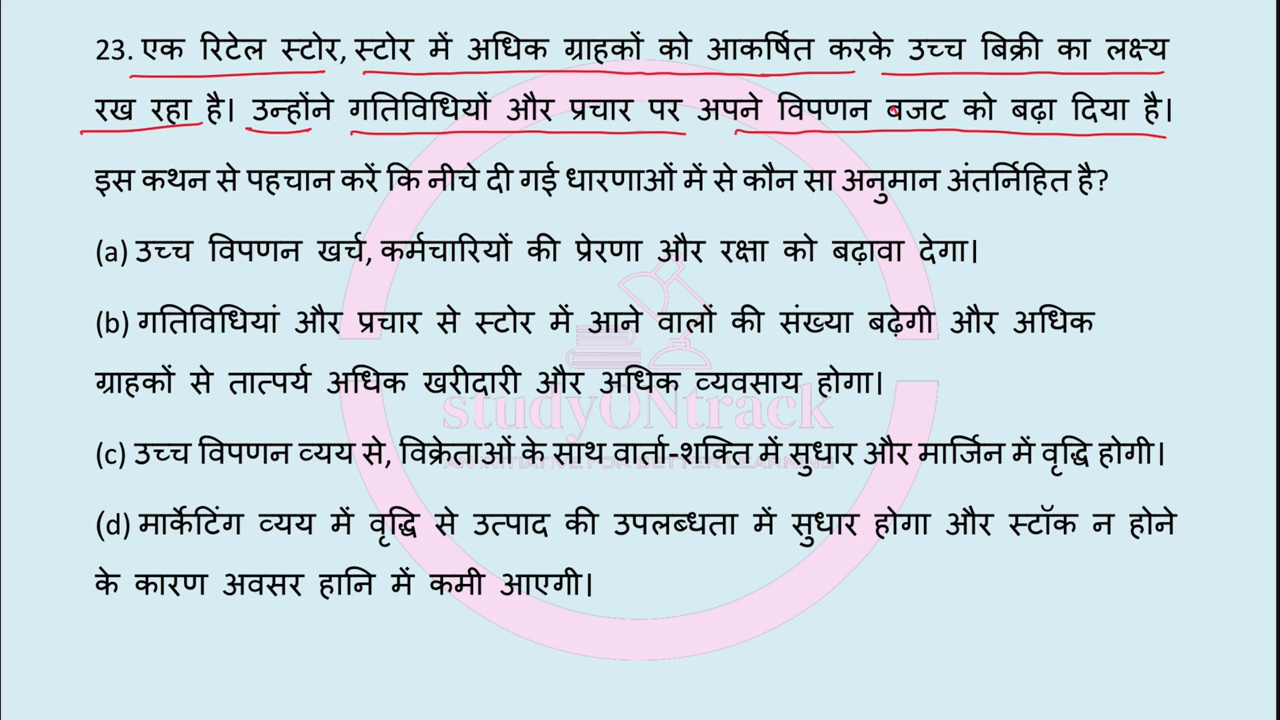 23. एक रिटेल स्टोर, स्टोर में अधिक ग्राहकों को आकर्षित करके उच्च बिक्री का लक्ष्य
रख रहा है। उन्होंने गतिविधियों और प्रचार पर अपने विपणन बजट को बढ़ा दिया है।
इस कथन से पहचान करें कि नीचे दी गई धारणाओं में से कौन सा अनुमान अंतर्निहित है?
(a) उच्च विपणन खर्च, कर्मचारियों की प्रेरणा और रक्षा को बढ़ावा देगा।
(b) गतिविधियां और प्रचार से स्टोर में आने वालों की संख्या बढ़ेगी और अधिक
ग्राहकों से तात्पर्य अधिक खरीदारी और अधिक व्यवसाय होगा।
studyONtrack
(c) उच्च विपणन व्यय से, विक्रेताओं के साथ वार्ता-शक्ति में सुधार और मार्जिन में वृद्धि होगी।
(d) मार्केटिंग व्यय में वृद्धि से उत्पाद की उपलब्धता में सुधार होगा और स्टॉक न होने
के कारण अवसर हानि में कमी आएगी।